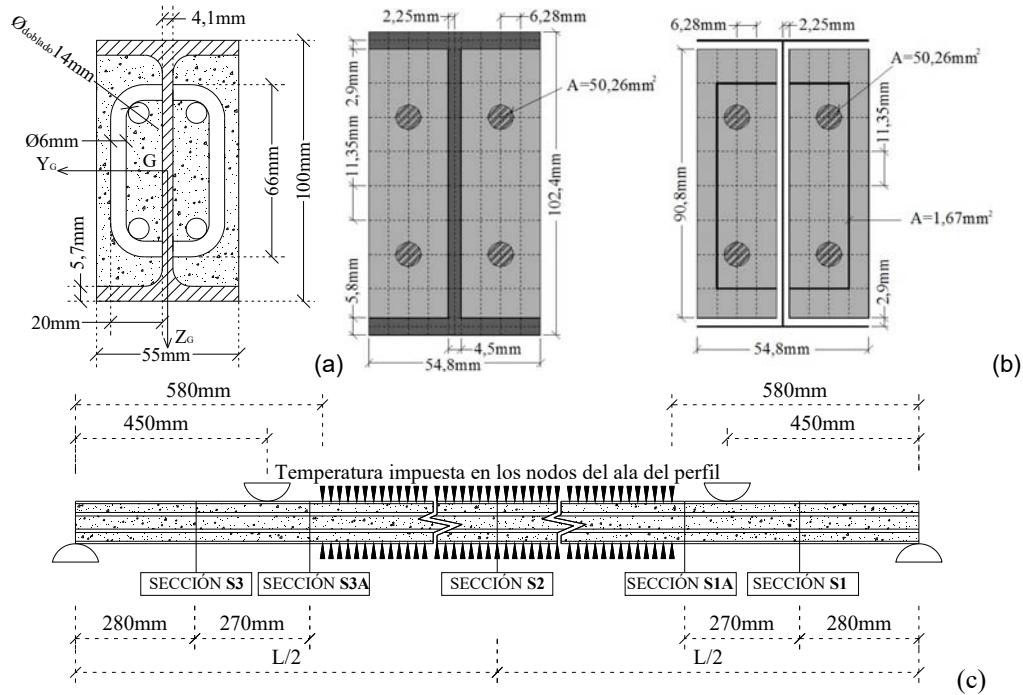 Ødoblado 14mm
4,1mm
Ø6mm
G
YG
ZG
66mm
100mm
5,7mm
20mm
55mm
(a)
2,25mm
6,28mm
A=50,26mm²
2,9mm
11,35mm
5,8mm
102,4mm
4,5mm
54,8mm
6,28mm
2,25mm
A=50,26mm²
11,35mm
90,8mm
A=1,67mm²
2,9mm
54,8mm
(b)
580mm
580mm
450mm
450mm
Temperatura impuesta en los nodos del ala del perfil
SECCIÓN S3
SECCIÓN S3A
SECCIÓN S2
SECCIÓN S1A
SECCIÓN S1
280mm
270mm
270mm
280mm
L/2
L/2
(c)